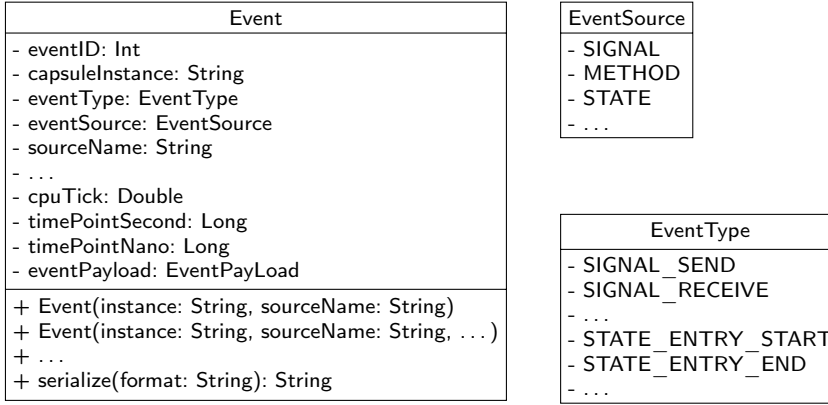 Event
- eventID: Int
- capsuleInstance: String
- eventType: EventType
- eventSource: EventSource
- sourceName: String
- ...
- cpuTick: Double
- timePointSecond: Long
- timePointNano: Long
- eventPayload: EventPayLoad
+ Event(instance: String, sourceName: String)
+ Event(instance: String, sourceName: String, ...)
+ ...
+ serialize(format: String): String
EventSource
- SIGNAL
- METHOD
- STATE
- ...
EventType
- SIGNAL_SEND
- SIGNAL_RECEIVE
- ...
- STATE_ENTRY_START
- STATE_ENTRY_END
- ...